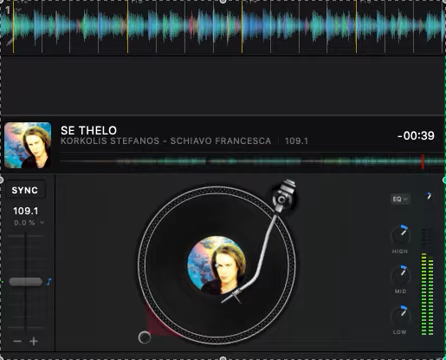 SE THELO
KORKOLIS STEFANOS - SCHIAVO FRANCESCA 109.1
-00:39
SYNC
109.1
0.0 %
EQ
HIGH
MID
LOW